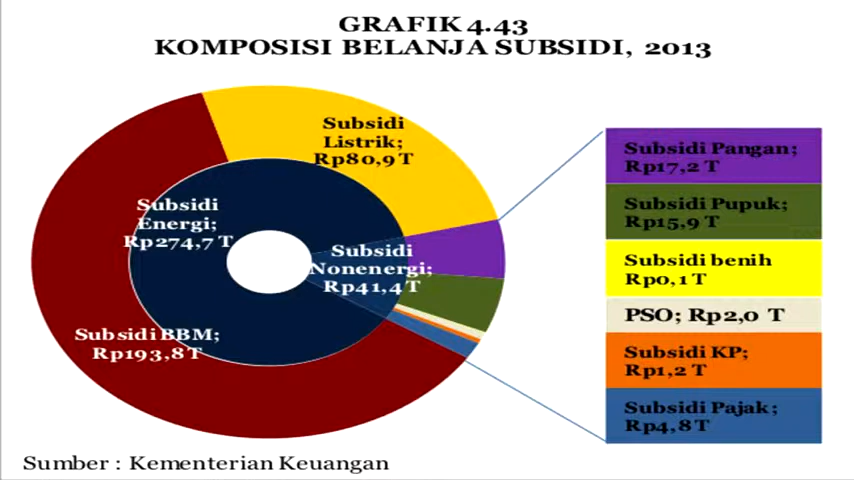 GRAFIK 4.43
KOMPOSISI BELANJA SUBSIDI, 2013
Subsidi
Listrik;
Rp80,9 T
Subsidi
Energi;
Rp274,7 T
Subsidi
Nonenergi;
Rp41,4 T
Subsidi BBM;
Rp193,8T
Subsidi Pangan;
Rp17,2 T
Subsidi Pupuk;
Rp15,9 T
Subsidi benih
Rp0,1 T
PSO; Rp2,0 T
Subsidi KP;
Rp1,2 T
Subsidi Pajak;
Rp4,8T
Sumber : Kementerian Keuangan